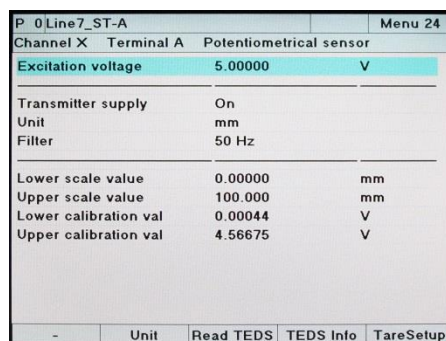 P 0 Line7_ST-A Menu 24
Channel X Terminal A Potentiometrical sensor
Excitation voltage 5.00000 V
Transmitter supply On
Unit mm
Filter 50 Hz
Lower scale value 0.00000 mm
Upper scale value 100.000 mm
Lower calibration val 0.00044 V
Upper calibration val 4.56675 V
- Unit Read TEDS TEDS Info TareSetup